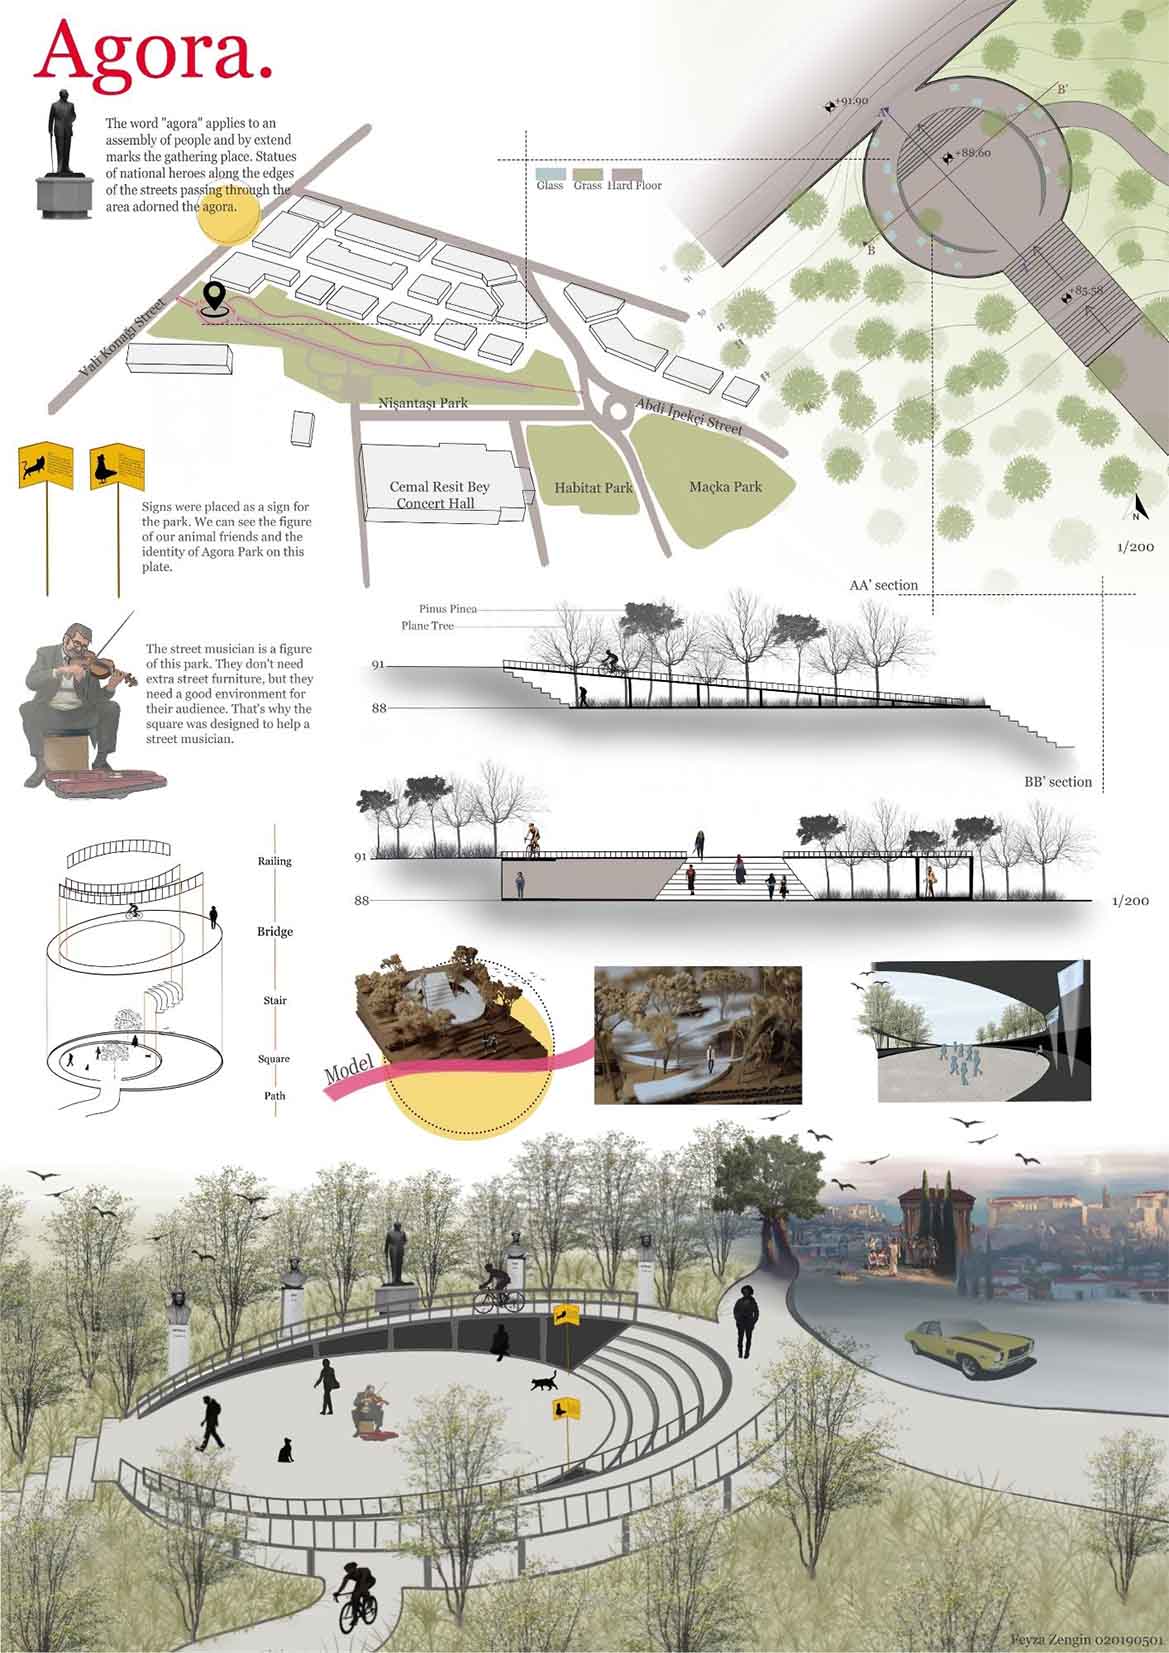 Agora.
The word "agora" applies to an
assembly of people and by extend
marks the gathering place. Statues
of national heroes along the edges
of the streets passing through the
area adorned the agora.
Glass Grass Hard Floor
+91.90
B'
+88.60
B
+85.58
Vali Konağı Street
Nişantaşı Park
Abdi İpekçi Street
Cemal Resit Bey
Concert Hall
Habitat Park
Maçka Park
N
1/200
Signs were placed as a sign for
the park. We can see the figure
of our animal friends and the
identity of Agora Park on this
plate.
AA' section
Pinus Pinea
Plane Tree
91
88
The street musician is a figure
of this park. They don't need
extra street furniture, but they
need a good environment for
their audience. That's why the
square was designed to help a
street musician.
BB' section
91
88
1/200
Railing
Bridge
Stair
Square
Path
Model
Feyza Zengin 020190501